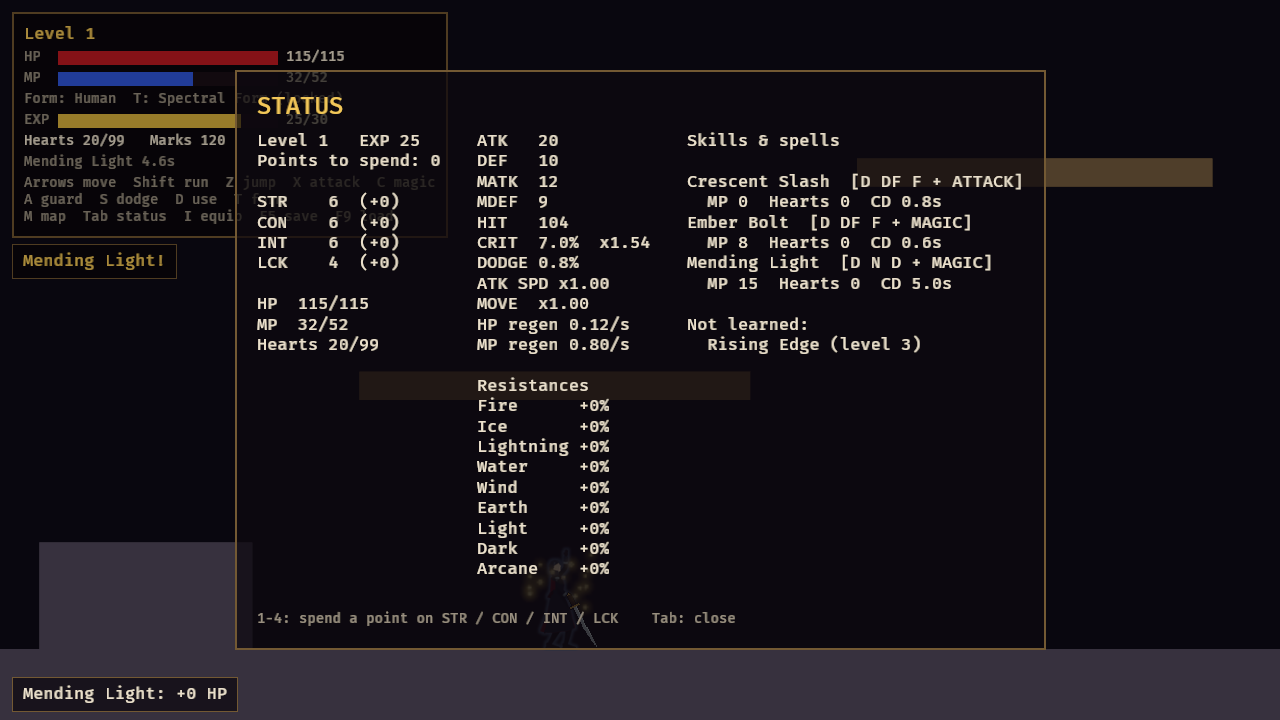 Level 1
HP 115/115
MP 32/52
Form: Human  T: Spectral Form (locked)
EXP 25/30
Hearts 20/99  Marks 120
Mending Light 4.6s
Arrows move  Shift run  Z jump  X attack  C magic
A guard  S dodge  D use  T
M map  Tab status  I equip  F5 save  F9 load
Mending Light!
STATUS
Level 1  EXP 25
Points to spend: 0
STR 6 (+0)
CON 6 (+0)
INT 6 (+0)
LCK 4 (+0)
HP 115/115
MP 32/52
Hearts 20/99
ATK 20
DEF 10
MATK 12
MDEF 9
HIT 104
CRIT 7.0% x1.54
DODGE 0.8%
ATK SPD x1.00
MOVE x1.00
HP regen 0.12/s
MP regen 0.80/s
Resistances
Fire +0%
Ice +0%
Lightning +0%
Water +0%
Wind +0%
Earth +0%
Light +0%
Dark +0%
Arcane +0%
Skills & spells
Crescent Slash [D DF F + ATTACK]
MP 0 Hearts 0 CD 0.8s
Ember Bolt [D DF F + MAGIC]
MP 8 Hearts 0 CD 0.6s
Mending Light [D N D + MAGIC]
MP 15 Hearts 0 CD 5.0s
Not learned:
Rising Edge (level 3)
1-4: spend a point on STR / CON / INT / LCK  Tab: close
Mending Light: +0 HP